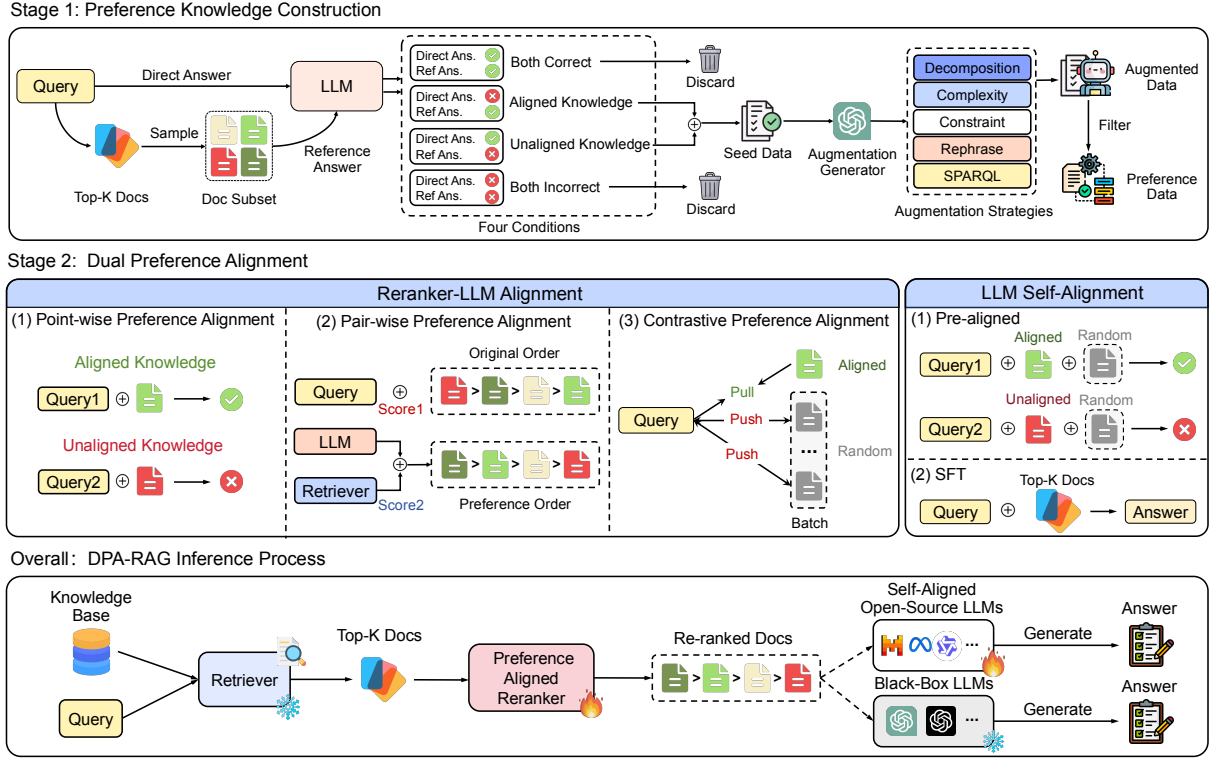 Stage 1: Preference Knowledge Construction
Query
Direct Answer
LLM
Sample
Reference
Answer
Top-K Docs
Doc Subset
Direct Ans.
Ref Ans.
Both Correct
Direct Ans.
Ref Ans.
Aligned Knowledge
Direct Ans.
Ref Ans.
Unaligned Knowledge
Direct Ans.
Ref Ans.
Both Incorrect
Four Conditions
Discard
Seed Data
Discard
Augmentation
Generator
Decomposition
Complexity
Constraint
Rephrase
SPARQL
Augmentation Strategies
Augmented
Data
Filter
Preference
Data
Stage 2: Dual Preference Alignment
Reranker-LLM Alignment
(1) Point-wise Preference Alignment
Aligned Knowledge
Query1
Unaligned Knowledge
Query2
(2) Pair-wise Preference Alignment
Original Order
Query
Score1
> > >
LLM
Retriever
Score2
> > >
Preference Order
(3) Contrastive Preference Alignment
Aligned
Pull
Query
Push
Push
...
Random
Batch
LLM Self-Alignment
(1) Pre-aligned
Aligned
Random
Query1
Unaligned
Random
Query2
(2) SFT
Top-K Docs
Query
Answer
Overall: DPA-RAG Inference Process
Knowledge
Base
Query
Retriever
Top-K Docs
Preference
Aligned
Reranker
Re-ranked Docs
> > >
Self-Aligned
Open-Source LLMs
...
Generate
Answer
Black-Box LLMs
...
Generate
Answer